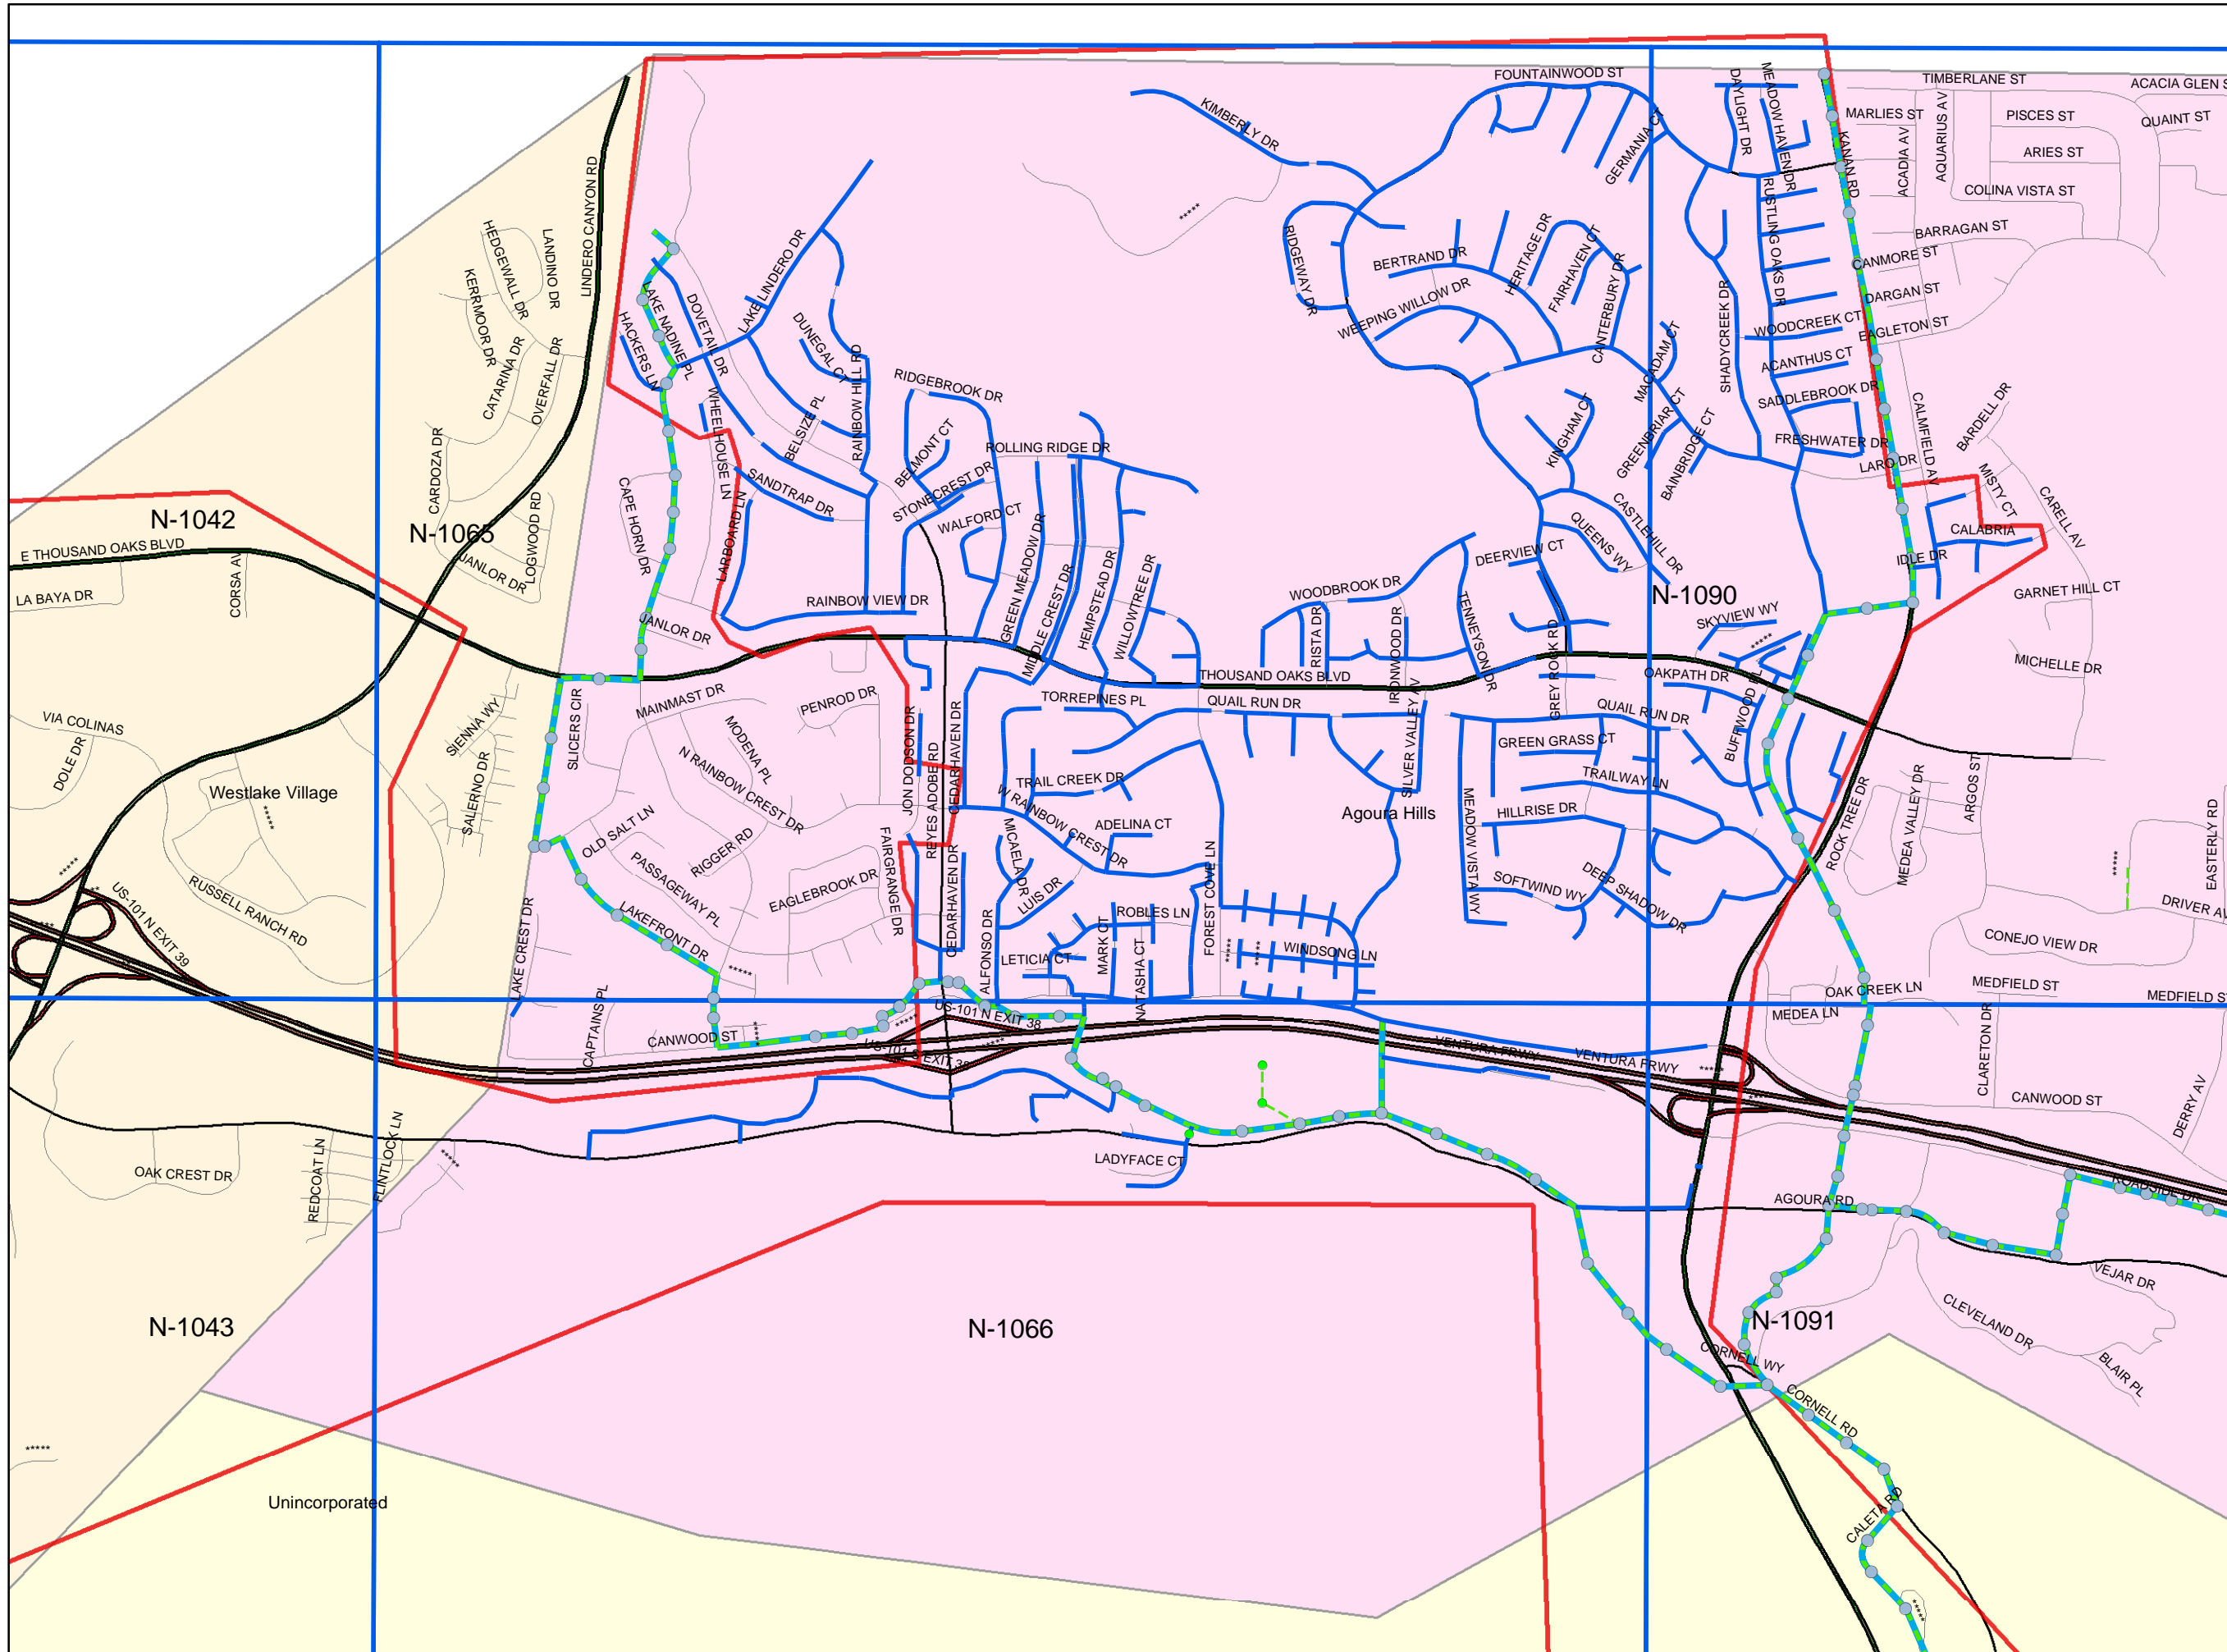 FOUNTAINWOOD ST
TIMBERLANE ST
ACACIA GLEN S
DAYLIGHT DR
MEADOW HAVEN DR
KIMBERLY DR
GERMANIA CT
MARLIES ST
PISCES ST
QUAINT ST
KANAN RD
ACADIA AV
AQUARIUS AV
ARIES ST
COLINA VISTA ST
LINDERO CANYON RD
*****
RUSTLING OAKS DR
BARRAGAN ST
HEDGEWALL DR
LANDINO DR
KERRMOOR DR
LAKE LINDERO DR
RIDGEWAY DR
BERTRAND DR
HERITAGE DR
FAIRHAVEN CT
CANTERBURY DR
CANMORE ST
DARGAN ST
LAKE NADINE PL
DOVETAIL DR
HACKERS LN
DUNEGAL CT
WEEPING WILLOW DR
SHADYCREEK DR
WOODCREEK CT
EAGLETON ST
CATARINA DR
OVERFALL DR
RAINBOW HILL RD
RIDGEBROOK DR
MACADAM CT
ACANTHUS CT
WHEELHOUSE LN
BELSIZE PL
SADDLEBROOK DR
CALMFIELD AV
BARDELL DR
CARDOZA DR
BELMONT CT
ROLLING RIDGE DR
KINGHAM CT
GREENBRIAR CT
BAINBRIDGE CT
FRESHWATER DR
LARO DR
SANDTRAP DR
STONECREST DR
MISTY CT
N-1042
N-1065
CAPE HORN DR
LOGWOOD RD
WALFORD CT
CASTLEHILL DR
CARELL AV
E THOUSAND OAKS BLVD
CORSA AV
JANLOR DR
LARBOARD LN
QUEENS WY
CALABRIA
IDLE DR
DEERVIEW CT
GREEN MEADOW DR
MIDDLE CREST DR
HEMPSTEAD DR
WILLOWTREE DR
LA BAYA DR
RAINBOW VIEW DR
WOODBROOK DR
N-1090
GARNET HILL CT
JANLOR DR
RISTA DR
IRONWOOD DR
TENNEYSON DR
GREY ROCK RD
SKYVIEW WY
*****
MICHELLE DR
THOUSAND OAKS BLVD
OAKPATH DR
MAINMAST DR
PENROD DR
TORREPINES PL
QUAIL RUN DR
QUAIL RUN DR
BUFFWOOD PL
VIA COLINAS
DOLE DR
SIENNA WY
SLICERS CIR
MODENA PL
N RAINBOW CREST DR
JON DODSON DR
REYES ADOBE RD
CEDARHAVEN DR
SILVER VALLEY AV
GREEN GRASS CT
TRAIL CREEK DR
TRAILWAY LN
Westlake Village
*****
SALERNO DR
W RAINBOW CREST DR
Agoura Hills
MEADOW VISTA WY
HILLRISE DR
ROCK TREE DR
MEDEA VALLEY DR
ARGOS ST
OLD SALT LN
RIGGER RD
ADELINA CT
PASSAGEWAY PL
EAGLEBROOK DR
FAIRGRANGE DR
CEDARHAVEN DR
MICAELA DR
LUIS DR
FOREST COVE LN
SOFTWIND WY
DEEP SHADOW DR
*****
EASTERLY RD
*****
*****
US-101 N EXIT 39
RUSSELL RANCH RD
LAKEFRONT DR
ROBLES LN
DRIVER AV
*****
LAKE CREST DR
ALFONSO DR
LETICIA CT
MARK CT
NATASHA CT
*****
*****
WINDSONG LN
CONEJO VIEW DR
*****
OAK CREEK LN
MEDFIELD ST
MEDFIELD ST
CAPTAINS PL
CANWOOD ST
*****
*****
US-101 N EXIT 38
MEDEA LN
US-101 S EXIT 38
*****
VENTURA FRWY
VENTURA FRWY
*****
CLARETON DR
CANWOOD ST
DERRY AV
REDCOAT LN
FLINTLOCK LN
*****
OAK CREST DR
LADYFACE CT
AGOURA RD
ROADSIDE DR
VEJAR DR
N-1043
N-1066
N-1091
CLEVELAND DR
CORNELL WY
BLAIR PL
CORNELL RD
*****
Unincorporated
CALETA RD
*****